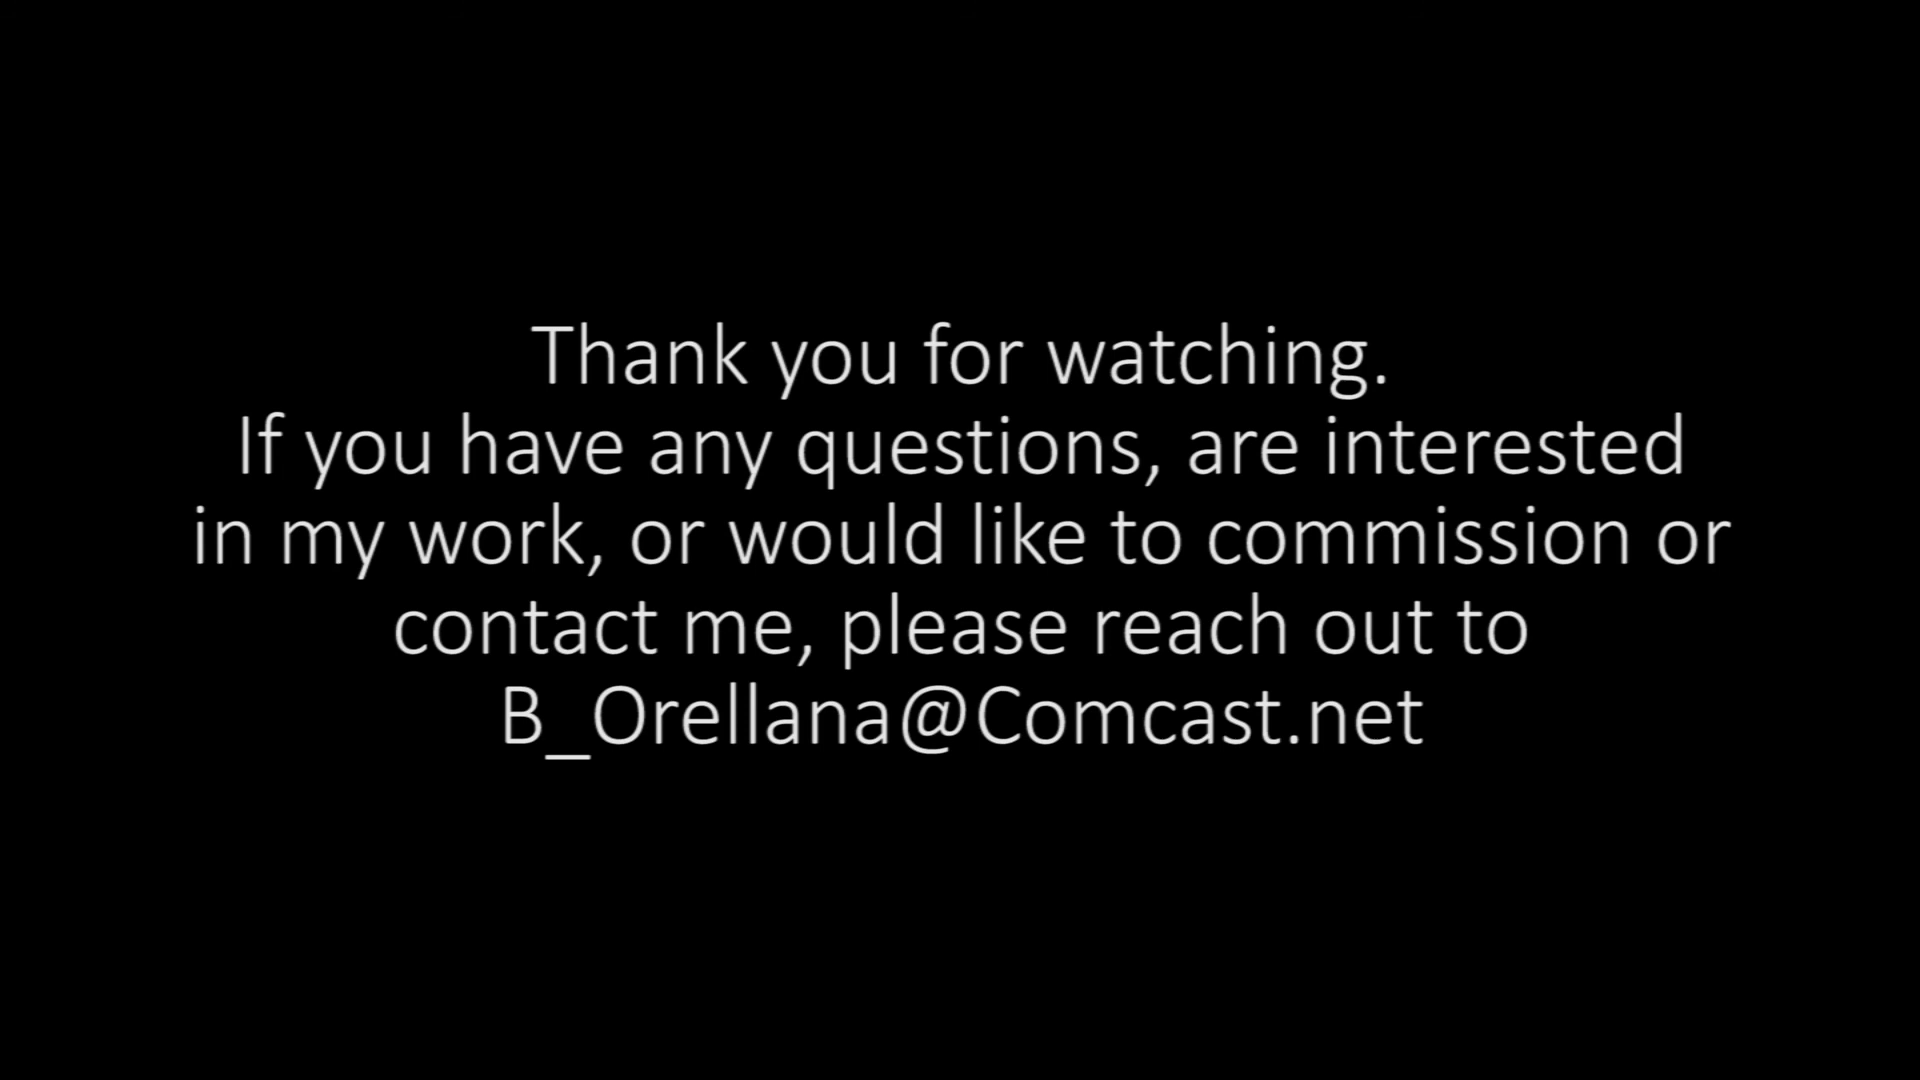 Thank you for watching.
If you have any questions, are interested
in my work, or would like to commission or
contact me, please reach out to
B_Orellana@Comcast.net